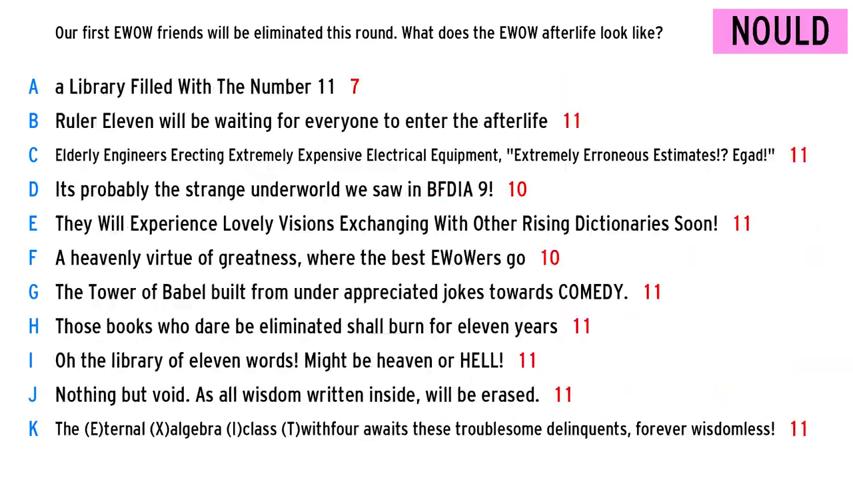 Our first EWOW friends will be eliminated this round. What does the EWOW afterlife look like?
NOULD
A a Library Filled With The Number 11 7
B Ruler Eleven will be waiting for everyone to enter the afterlife 11
C Elderly Engineers Erecting Extremely Expensive Electrical Equipment, "Extremely Erroneous Estimates!? Egad!" 11
D Its probably the strange underworld we saw in BFDIA 9! 10
E They Will Experience Lovely Visions Exchanging With Other Rising Dictionaries Soon! 11
F A heavenly virtue of greatness, where the best EWoWers go 10
G The Tower of Babel built from under appreciated jokes towards COMEDY. 11
H Those books who dare be eliminated shall burn for eleven years 11
I Oh the library of eleven words! Might be heaven or HELL! 11
J Nothing but void. As all wisdom written inside, will be erased. 11
K The (E)ternal (X)algebra (I)class (T)withfour awaits these troublesome delinquents, forever wisdomless! 11